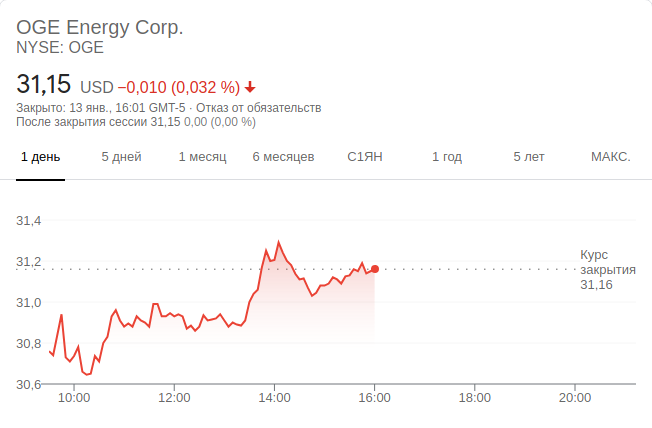 OGE Energy Corp.
NYSE: OGE
31,15 USD −0,010 (0,032 %)
Закрыто: 13 янв., 16:01 GMT-5 · Отказ от обязательств
После закрытия сессии 31,15 0,00 (0,00 %)
1 день 5 дней 1 месяц 6 месяцев С1ЯН 1 год 5 лет МАКС.
31,4
31,2
31,0
30,8
30,6
Курс
закрытия
31,16
10:00 12:00 14:00 16:00 18:00 20:00